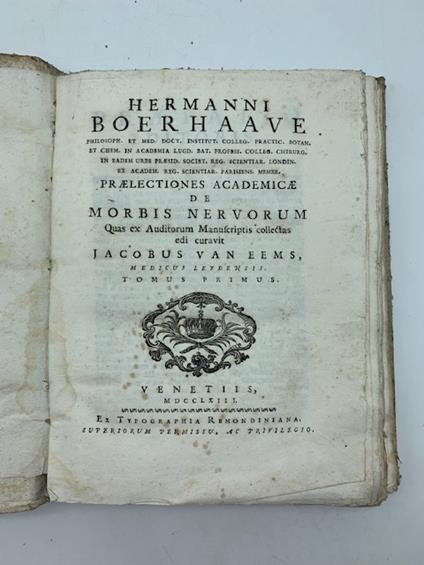 HERMANNI
BOERHAAVE
PHILOSOPH. ET MED. DOCT. INSTITUT. COLLEG. PRACTIC. BOTAN.
ET CHEM. IN ACADEMIA LUGD. BAT. PROFESS. COLLEG. CHIRURG.
IN EADEM URBE PRÆSID. SOCIET. REG. SCIENTIAR. LONDIN.
ET ACADEM. REG. SCIENTIAR. PARISIENS. MEMBR.
PRÆLECTIONES ACADEMICÆ
DE
MORBIS NERVORUM
Quas ex Auditorum Manuſcriptis collectas
edi curavit
JACOBUS VAN EEMS,
MEDICUS LEYDENSIS.
TOMUS PRIMUS.
VENETIIS,
MDCCLXIII.
EX TYPOGRAPHIA REMONDINIANA.
SUPERIORUM PERMISSU, AC PRIVILEGIO.